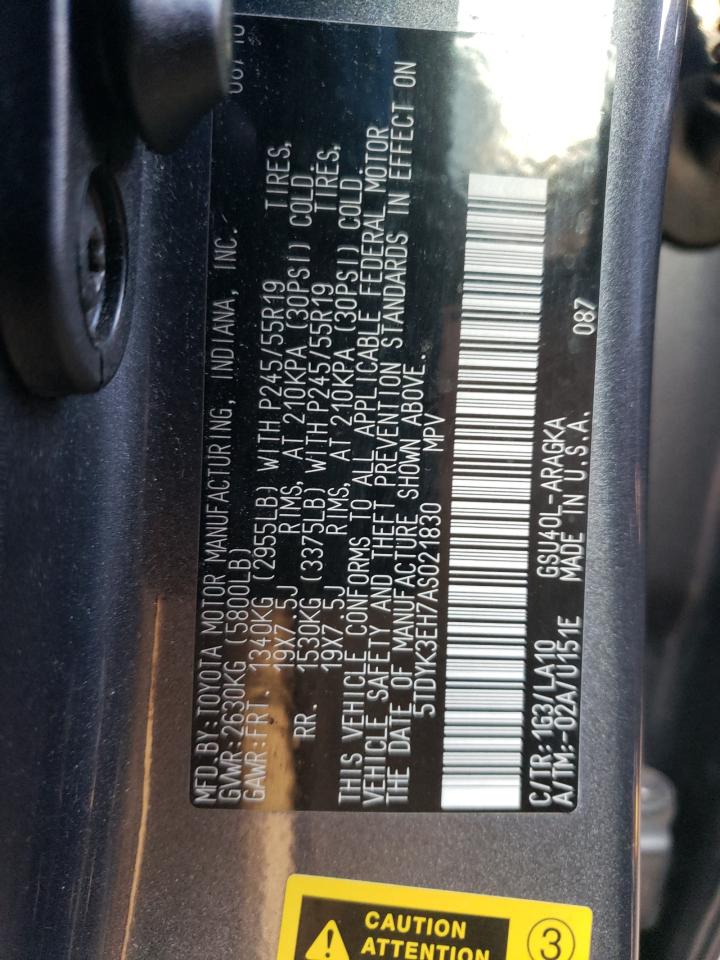 MFD.BY:TOYOTA MOTOR MANUFACTURING, INDIANA, INC.
GVWR:2630KG (5800LB)
GAWR:FRT. 1340KG (2955LB) WITH P245/55R19 TIRES,
19X7.5J RIMS, AT 210KPA (30PSI) COLD
RR. 1530KG (3375LB) WITH P245/55R19 TIRES,
19X7.5J RIMS, AT 210KPA (30PSI) COLD.
THIS VEHICLE CONFORMS TO ALL APPLICABLE FEDERAL MOTOR
VEHICLE SAFETY AND THEFT PREVENTION STANDARDS IN EFFECT ON
THE DATE OF MANUFACTURE SHOWN ABOVE.
5TDYK3EH7AS021830 MPV
C/TR:1G3/LA10 GSU40L-ARAGKA 087
A/TM:-02A/U151E MADE IN U.S.A.
CAUTION
ATTENTION
3